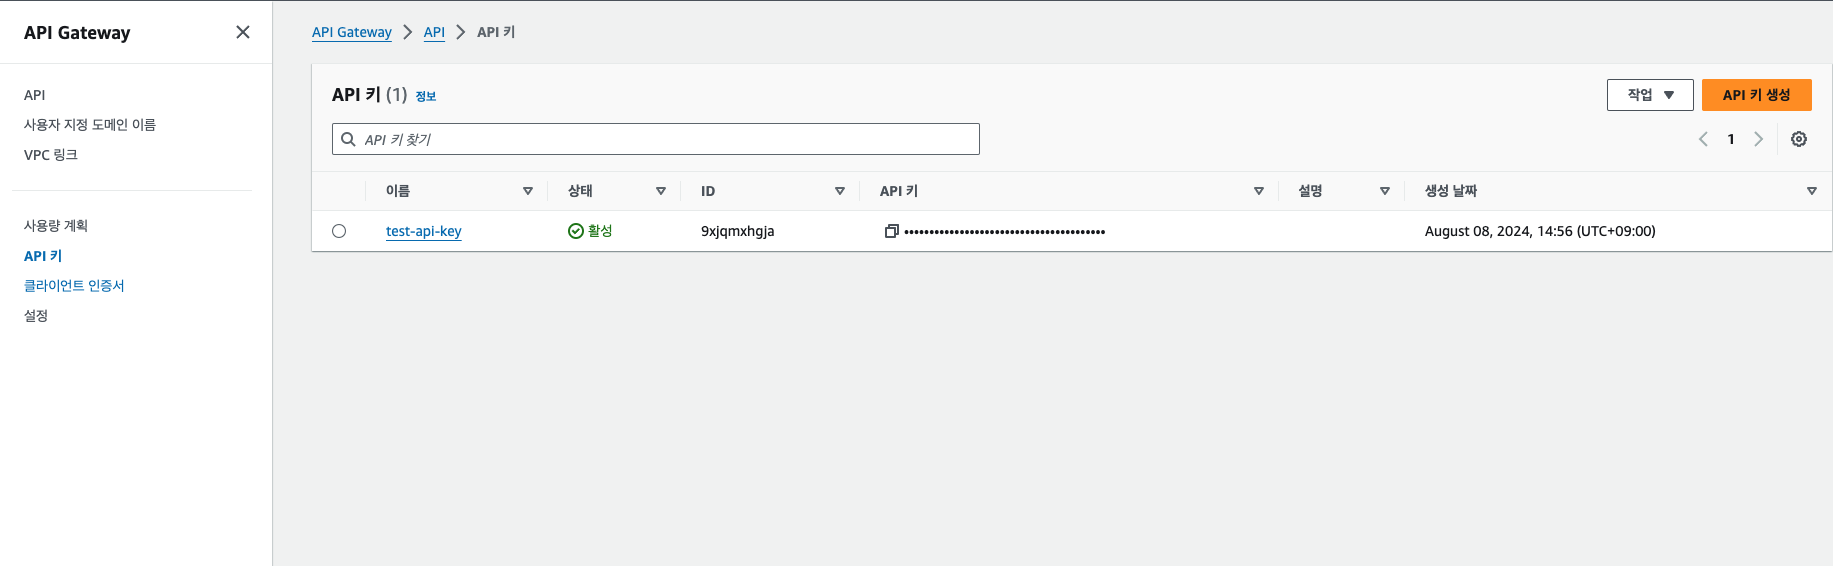 API Gateway
API
사용자 지정 도메인 이름
VPC 링크
사용량 계획
API 키
클라이언트 인증서
설정
API Gateway > API > API 키
API 키 (1) 정보
작업 API 키 생성
API 키 찾기
1
이름 상태 ID API 키 설명 생성 날짜
test-api-key 활성 9xjqmxhgja •••••••••••••••••••••••••••••••••••••••• August 08, 2024, 14:56 (UTC+09:00)